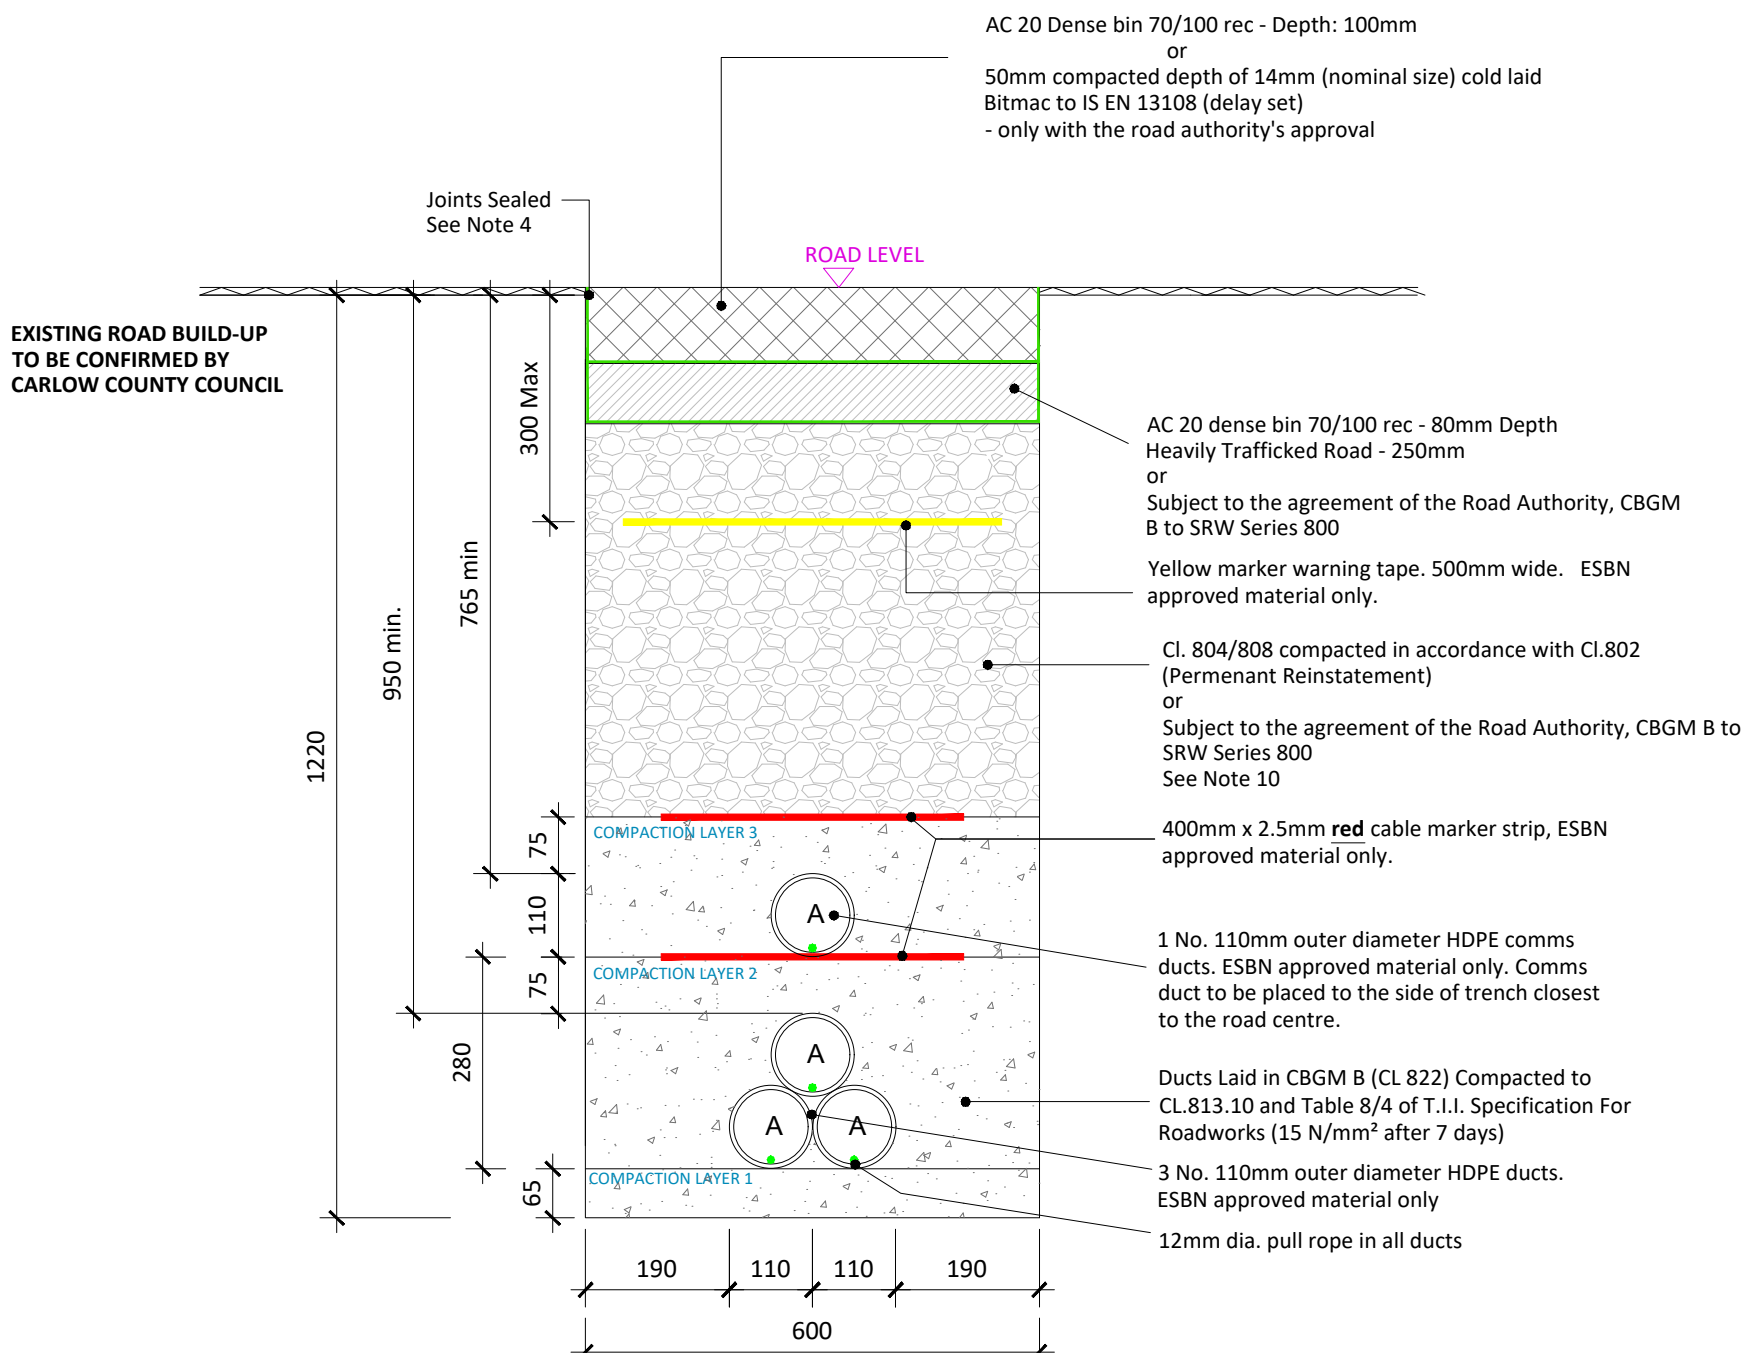 AC 20 Dense bin 70/100 rec - Depth: 100mm
or
50mm compacted depth of 14mm (nominal size) cold laid
Bitmac to IS EN 13108 (delay set)
- only with the road authority's approval
Joints Sealed
See Note 4
ROAD LEVEL
EXISTING ROAD BUILD-UP
TO BE CONFIRMED BY
CARLOW COUNTY COUNCIL
300 Max
765 min
950 min.
1220
AC 20 dense bin 70/100 rec - 80mm Depth
Heavily Trafficked Road - 250mm
or
Subject to the agreement of the Road Authority, CBGM
B to SRW Series 800
Yellow marker warning tape. 500mm wide. ESBN
approved material only.
Cl. 804/808 compacted in accordance with Cl.802
(Permenant Reinstatement)
or
Subject to the agreement of the Road Authority, CBGM B to
SRW Series 800
See Note 10
COMPACTION LAYER 3
75
400mm x 2.5mm red cable marker strip, ESBN
approved material only.
110
A
1 No. 110mm outer diameter HDPE comms
ducts. ESBN approved material only. Comms
duct to be placed to the side of trench closest
to the road centre.
COMPACTION LAYER 2
75
280
A
A
A
Ducts Laid in CBGM B (CL 822) Compacted to
CL.813.10 and Table 8/4 of T.I.I. Specification For
Roadworks (15 N/mm² after 7 days)
COMPACTION LAYER 1
65
3 No. 110mm outer diameter HDPE ducts.
ESBN approved material only
12mm dia. pull rope in all ducts
190
110
110
190
600